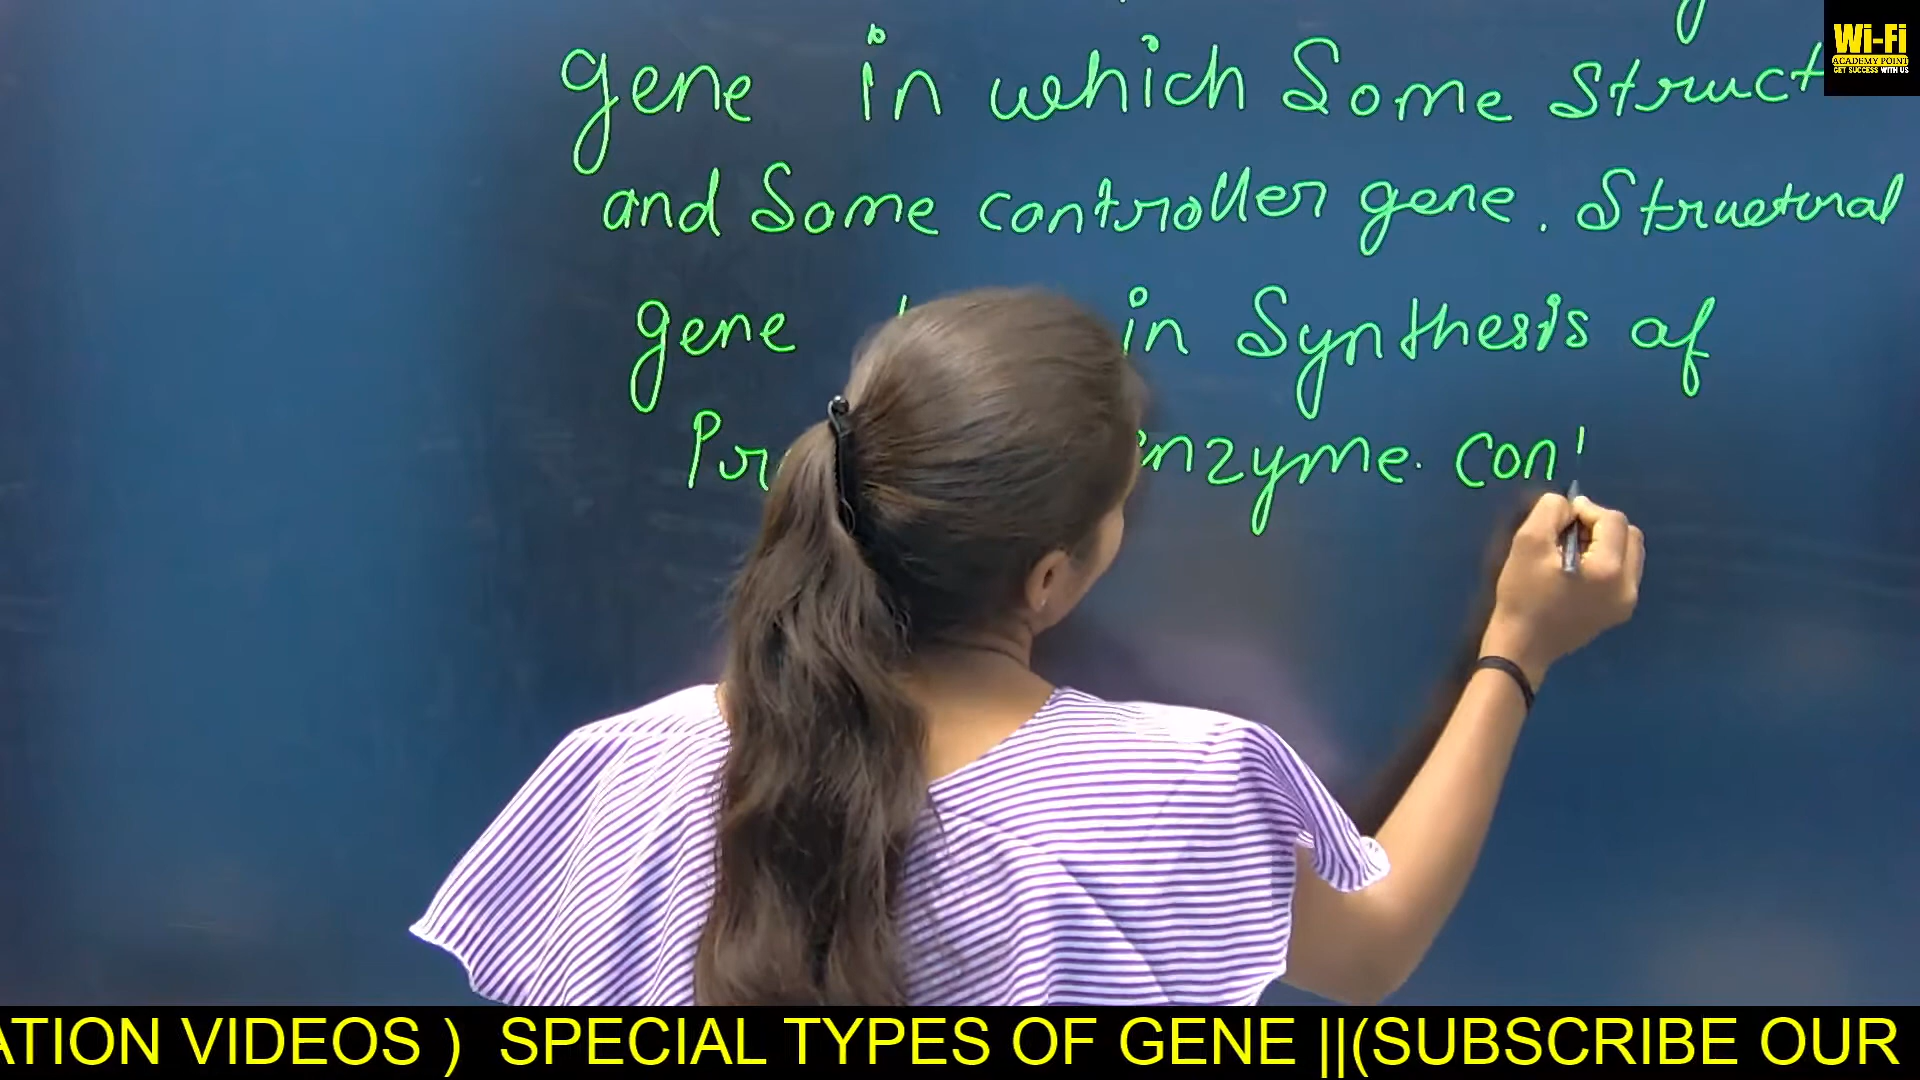 gene in which Some Struct
and Some controller gene. Structural
gene in Synthesis of
enzyme. Con
Wi-Fi
ACADEMY POINT
GET SUCCESS WITH US
ATION VIDEOS ) SPECIAL TYPES OF GENE ||(SUBSCRIBE OUR